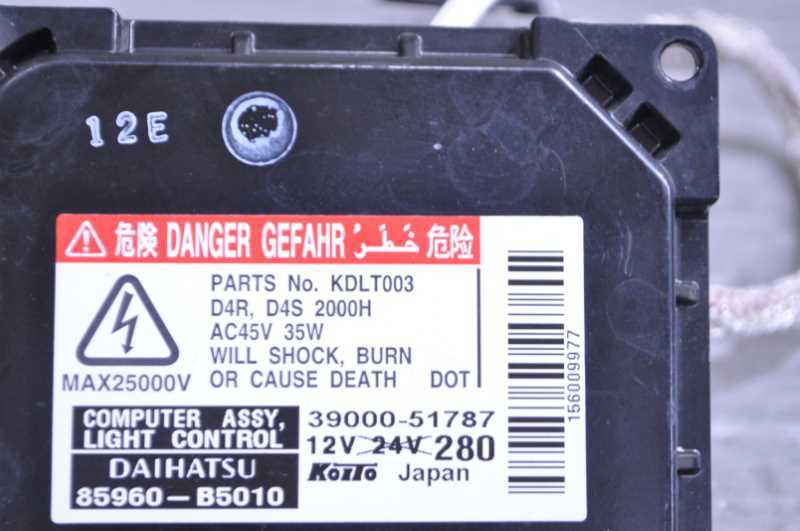 12E
危険 DANGER GEFAHR خَطَرْ 危险
PARTS No. KDLT003
D4R, D4S 2000H
AC45V 35W
WILL SHOCK, BURN
OR CAUSE DEATH DOT
MAX25000V
156009977
COMPUTER ASSY,
LIGHT CONTROL
39000-51787
12V 24V 280
DAIHATSU
KOITO Japan
85960-B5010